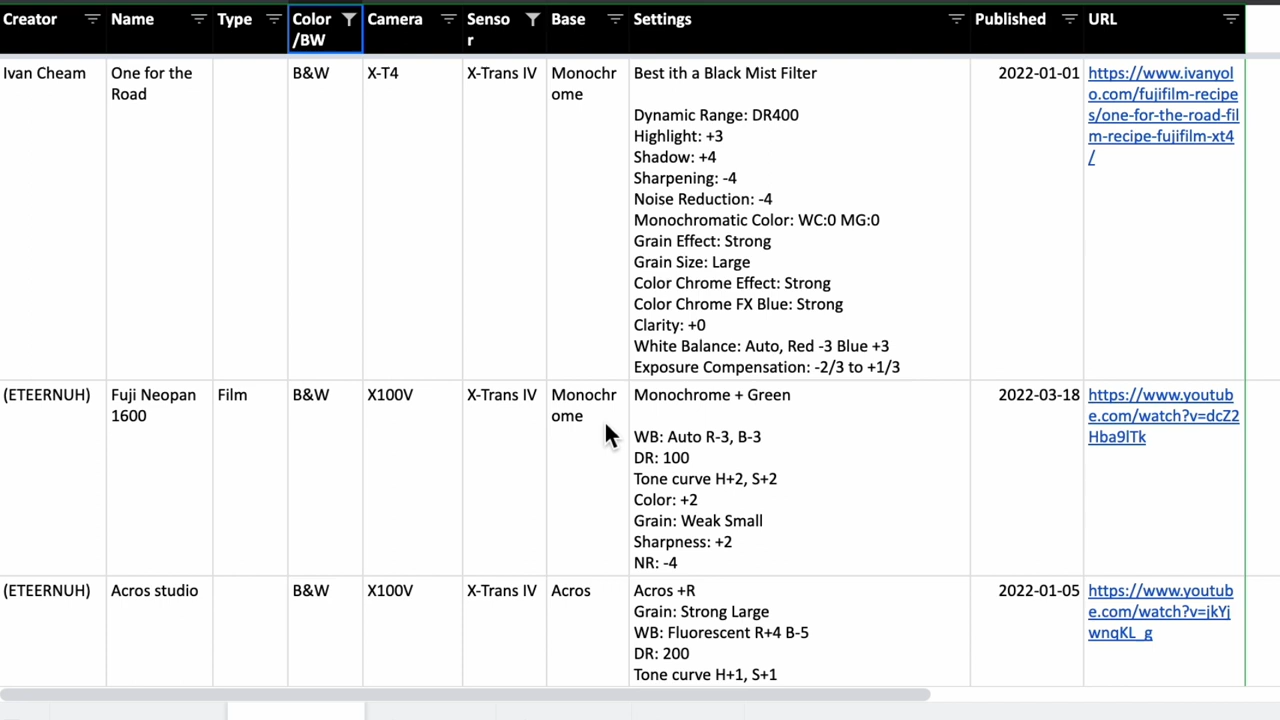 Creator Name Type Color Camera Senso Base Settings Published URL
/BW r
Ivan Cheam One for the B&W X-T4 X-Trans IV Monochr Best ith a Black Mist Filter 2022-01-01 https://www.ivanyol
Road ome o.com/fujifilm-recipe
Dynamic Range: DR400 s/one-for-the-road-fil
Highlight: +3 m-recipe-fujifilm-xt4
Shadow: +4 /
Sharpening: -4
Noise Reduction: -4
Monochromatic Color: WC:0 MG:0
Grain Effect: Strong
Grain Size: Large
Color Chrome Effect: Strong
Color Chrome FX Blue: Strong
Clarity: +0
White Balance: Auto, Red -3 Blue +3
Exposure Compensation: -2/3 to +1/3
(ETEERNUH) Fuji Neopan Film B&W X100V X-Trans IV Monochr Monochrome + Green 2022-03-18 https://www.youtub
1600 ome e.com/watch?v=dcZ2
WB: Auto R-3, B-3 Hba9lTk
DR: 100
Tone curve H+2, S+2
Color: +2
Grain: Weak Small
Sharpness: +2
NR: -4
(ETEERNUH) Acros studio B&W X100V X-Trans IV Acros Acros +R 2022-01-05 https://www.youtub
Grain: Strong Large e.com/watch?v=jkYj
WB: Fluorescent R+4 B-5 wnqKL_g
DR: 200
Tone curve H+1, S+1